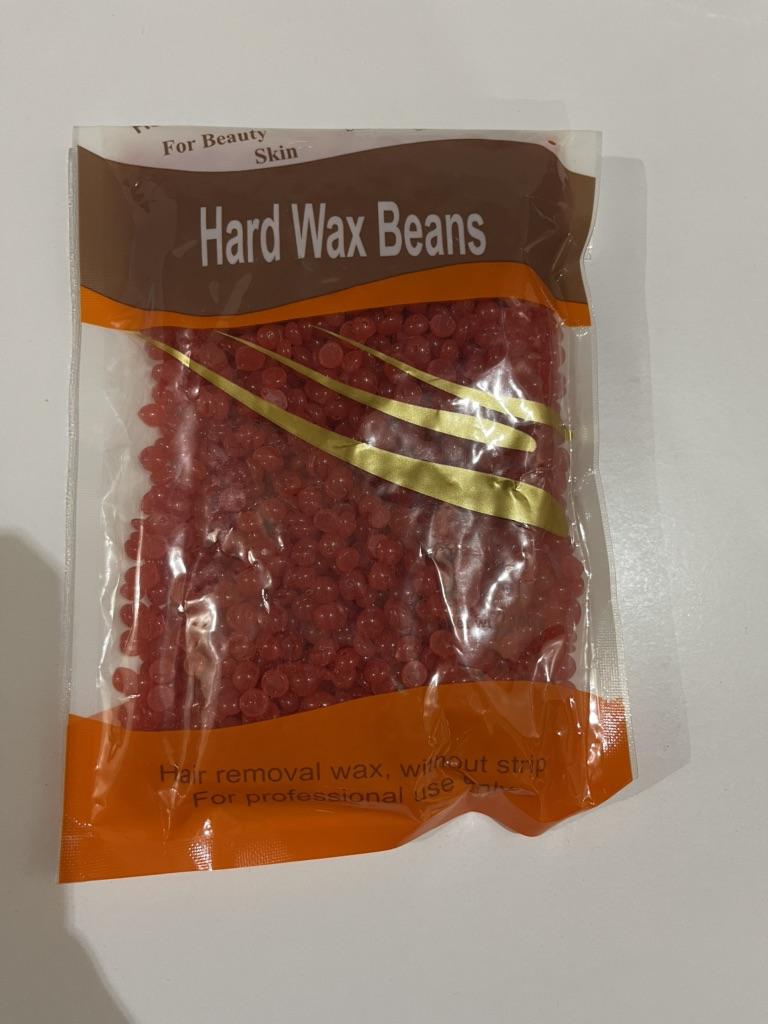 For Beauty
Skin
Hard Wax Beans
Hair removal wax, without strip
For professional use